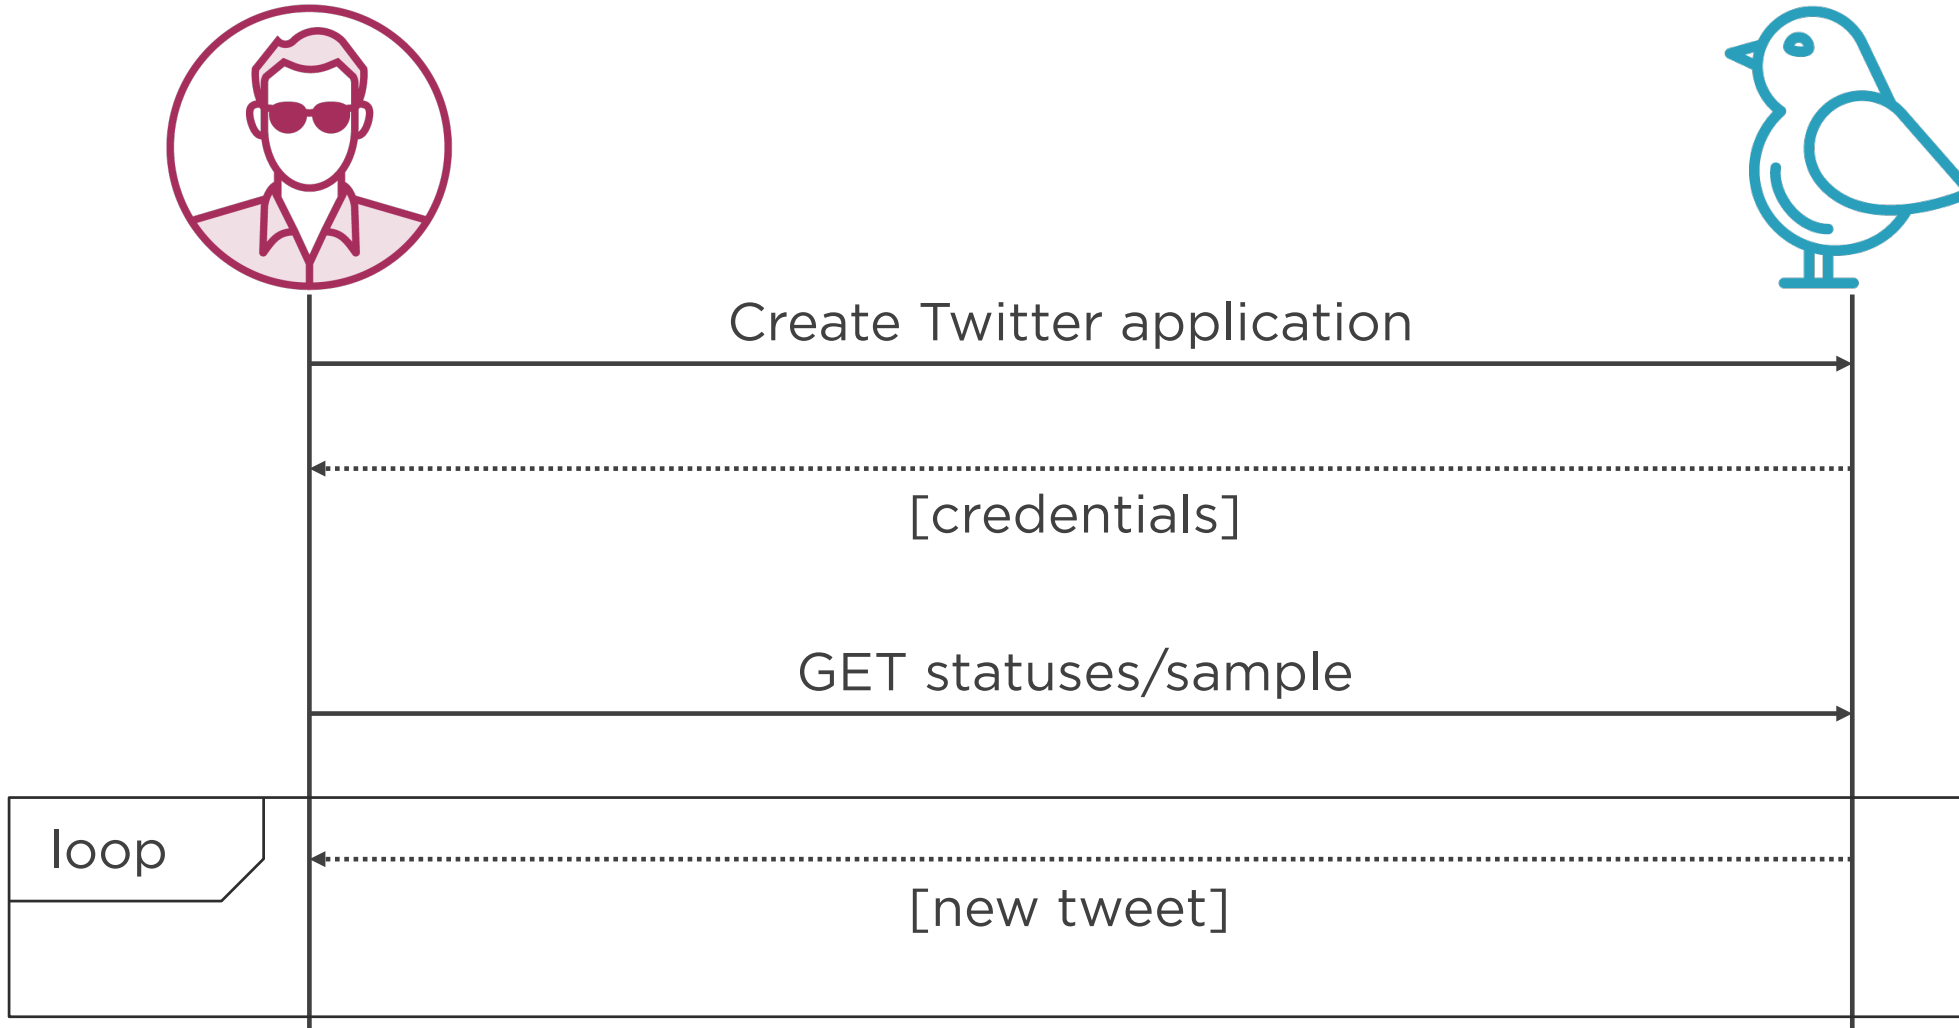 Create Twitter application
[credentials]
GET statuses/sample
loop
[new tweet]